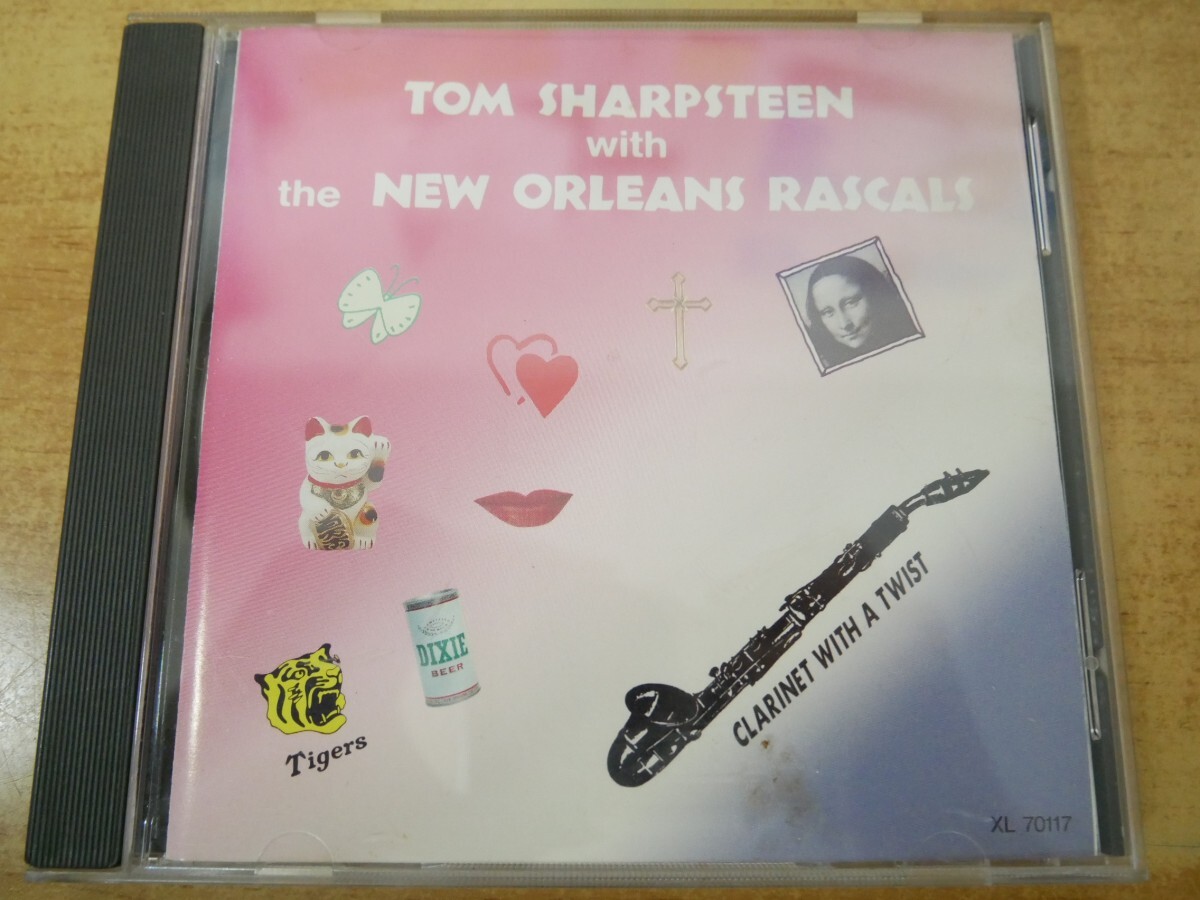 TOM SHARPSTEEN
with
the NEW ORLEANS RASCALS
DIXIE
BEER
CLARINET WITH A TWIST
Tigers
XL 70117